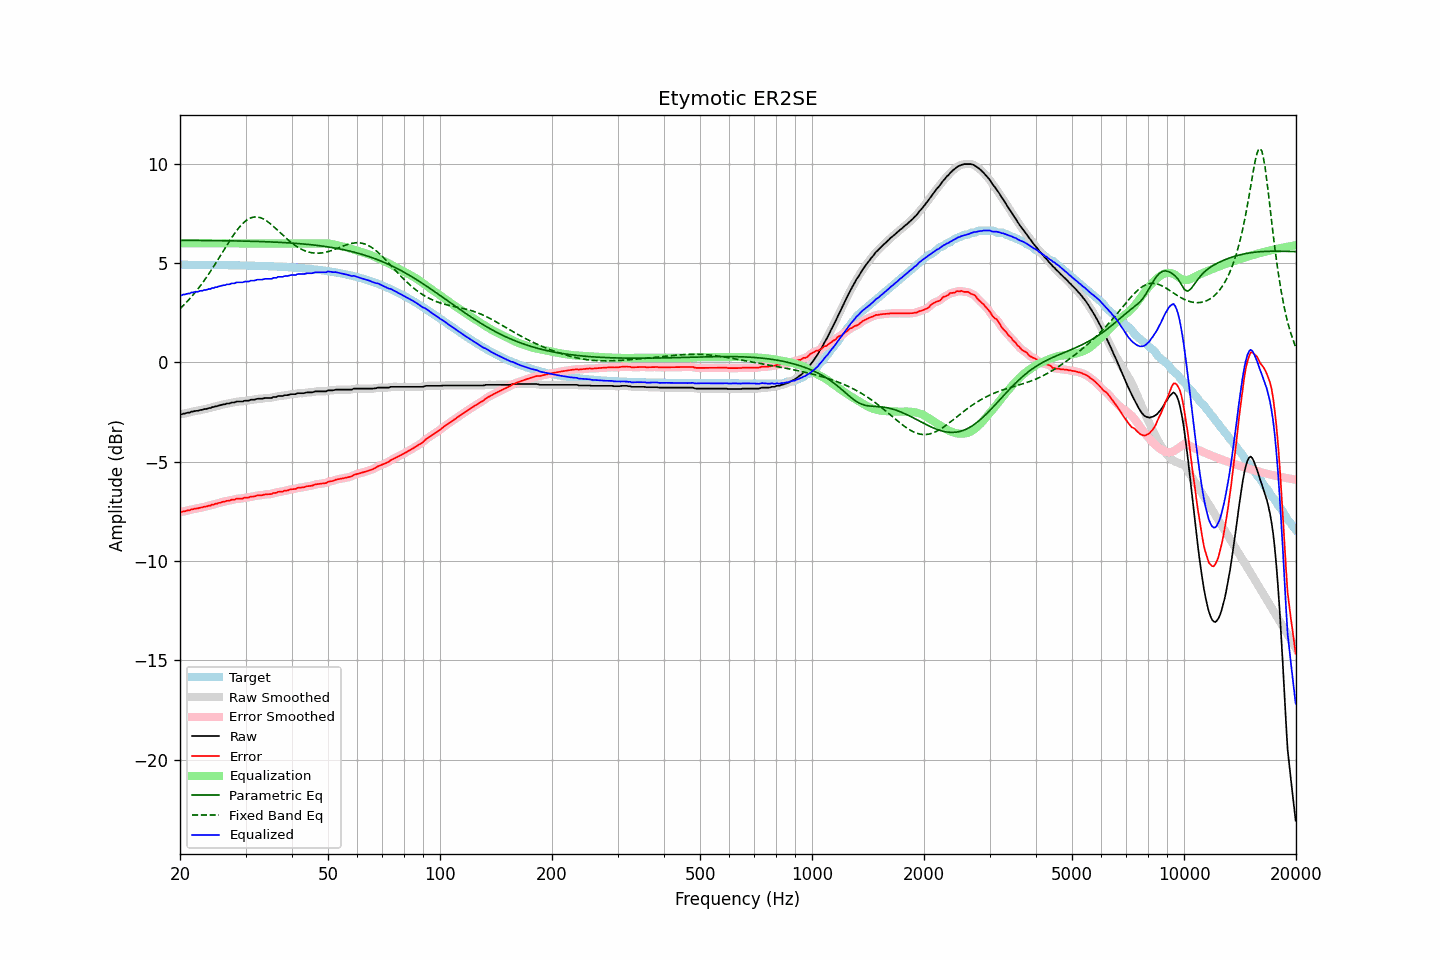 Etymotic ER2SE
Amplitude (dBr)
10
5
0
−5
−10
−15
−20
Target
Raw Smoothed
Error Smoothed
Raw
Error
Equalization
Parametric Eq
Fixed Band Eq
Equalized
20 50 100 200 500 1000 2000 5000 10000 20000
Frequency (Hz)